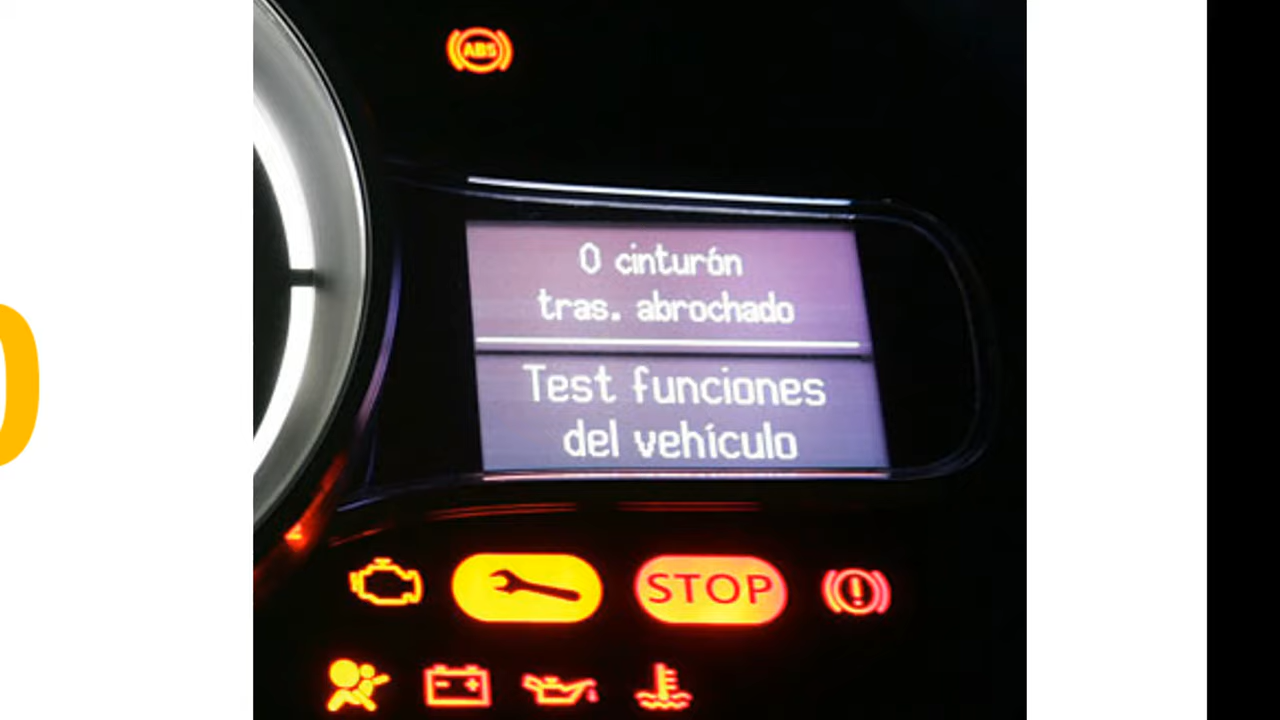 ABS
0 cinturón
tras. abrochado
Test funciones
del vehículo
STOP